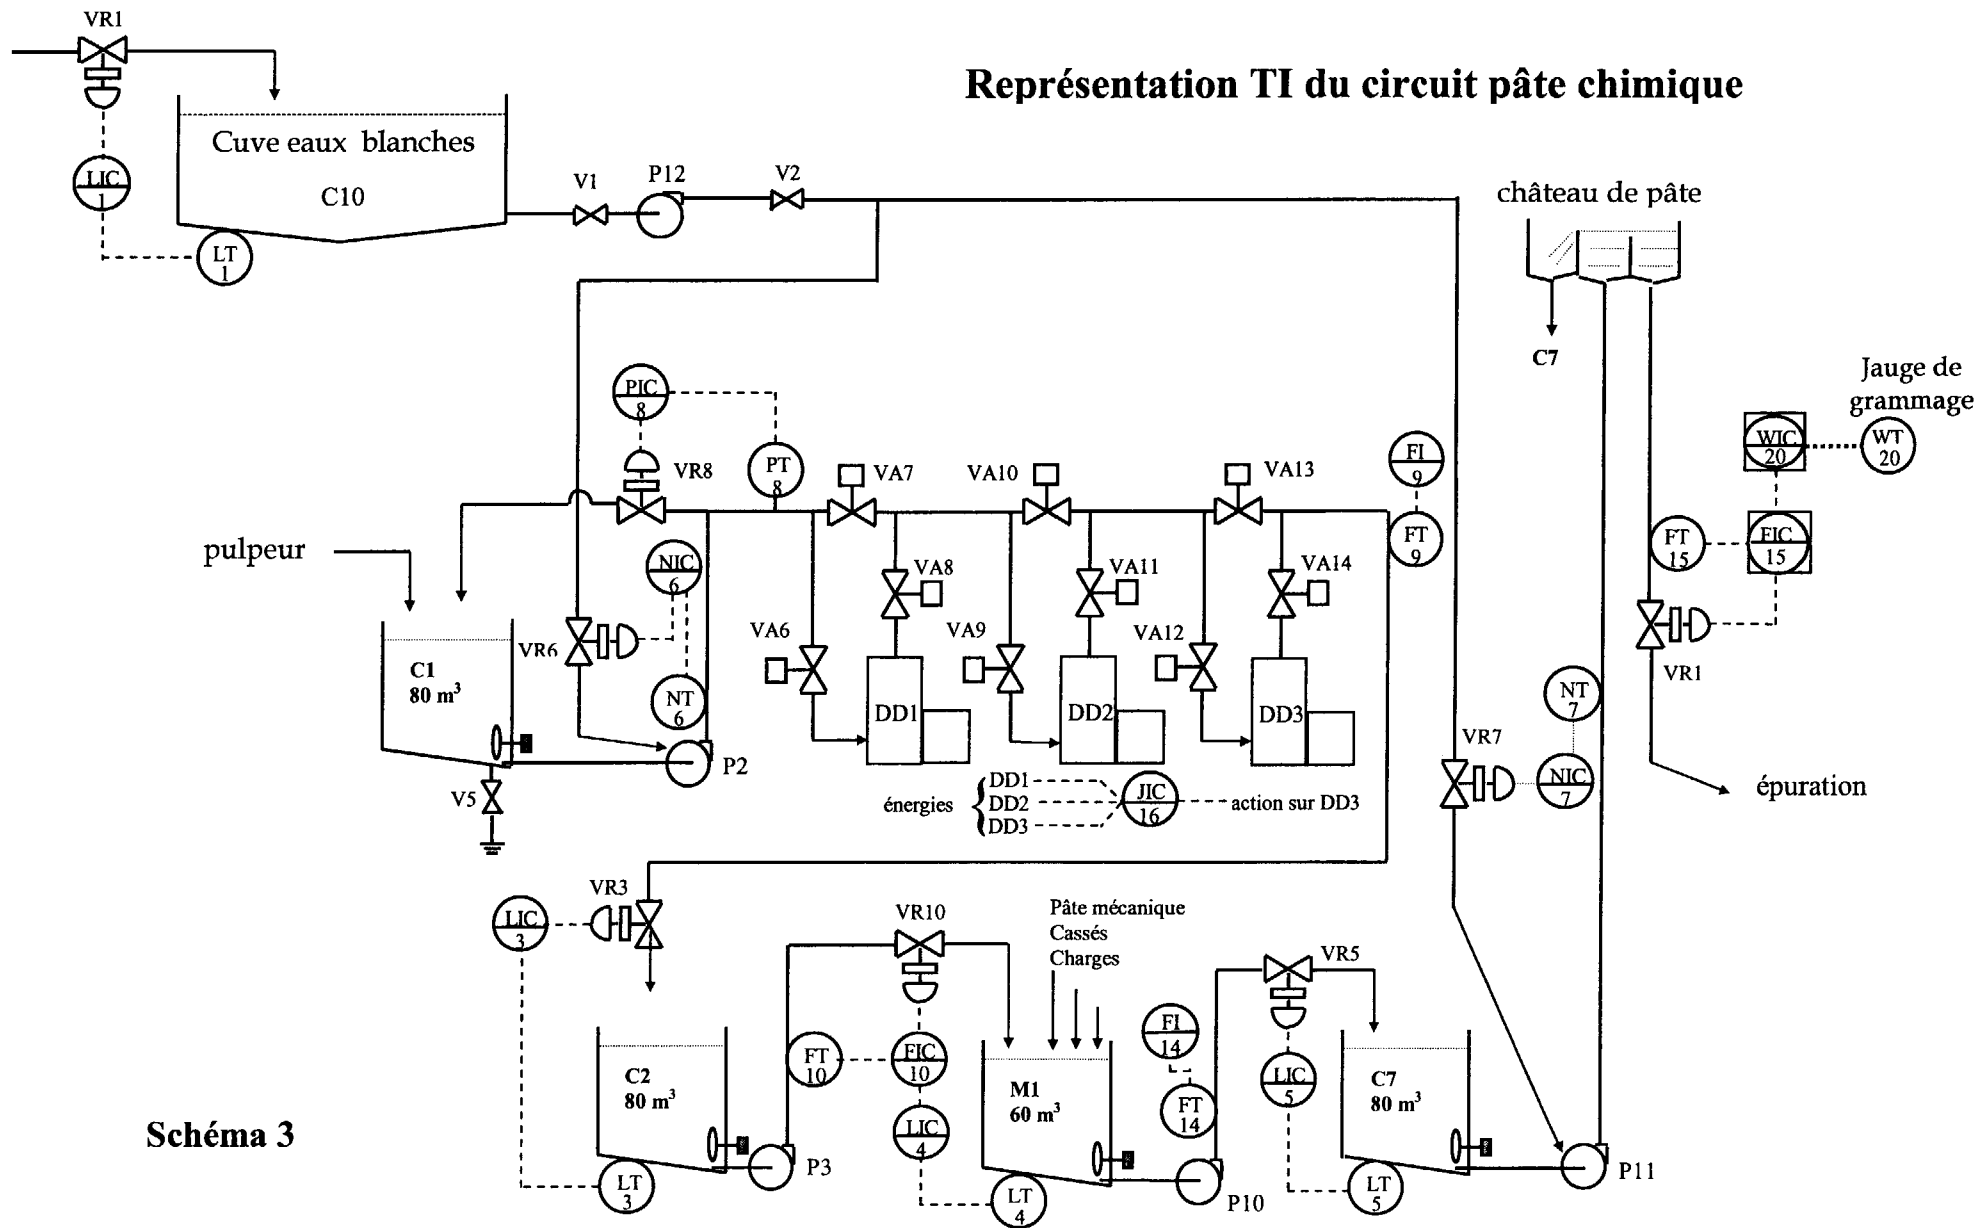 VR1
Représentation TI du circuit pâte chimique
Cuve eaux blanches
C10
LIC
1
LT
1
V1
P12
V2
château de pâte
C7
Jauge de
grammage
WIC
20
WT
20
PIC
8
PT
8
VR8
VA7
VA10
VA13
FI
9
FT
9
FT
15
FIC
15
pulpeur
NIC
6
VA8
VA11
VA14
VR6
VA6
VA9
VA12
VR1
C1
80 m³
NT
6
NT
7
DD1
DD2
DD3
P2
VR7
NIC
7
épuration
V5
énergies
DD1
DD2
DD3
JIC
16
action sur DD3
VR3
LIC
3
VR10
Pâte mécanique
Cassés
Charges
VR5
FI
14
FT
10
FIC
10
C2
80 m³
M1
60 m³
LIC
5
C7
80 m³
FT
14
LIC
4
Schéma 3
LT
3
P3
LT
4
P10
LT
5
P11